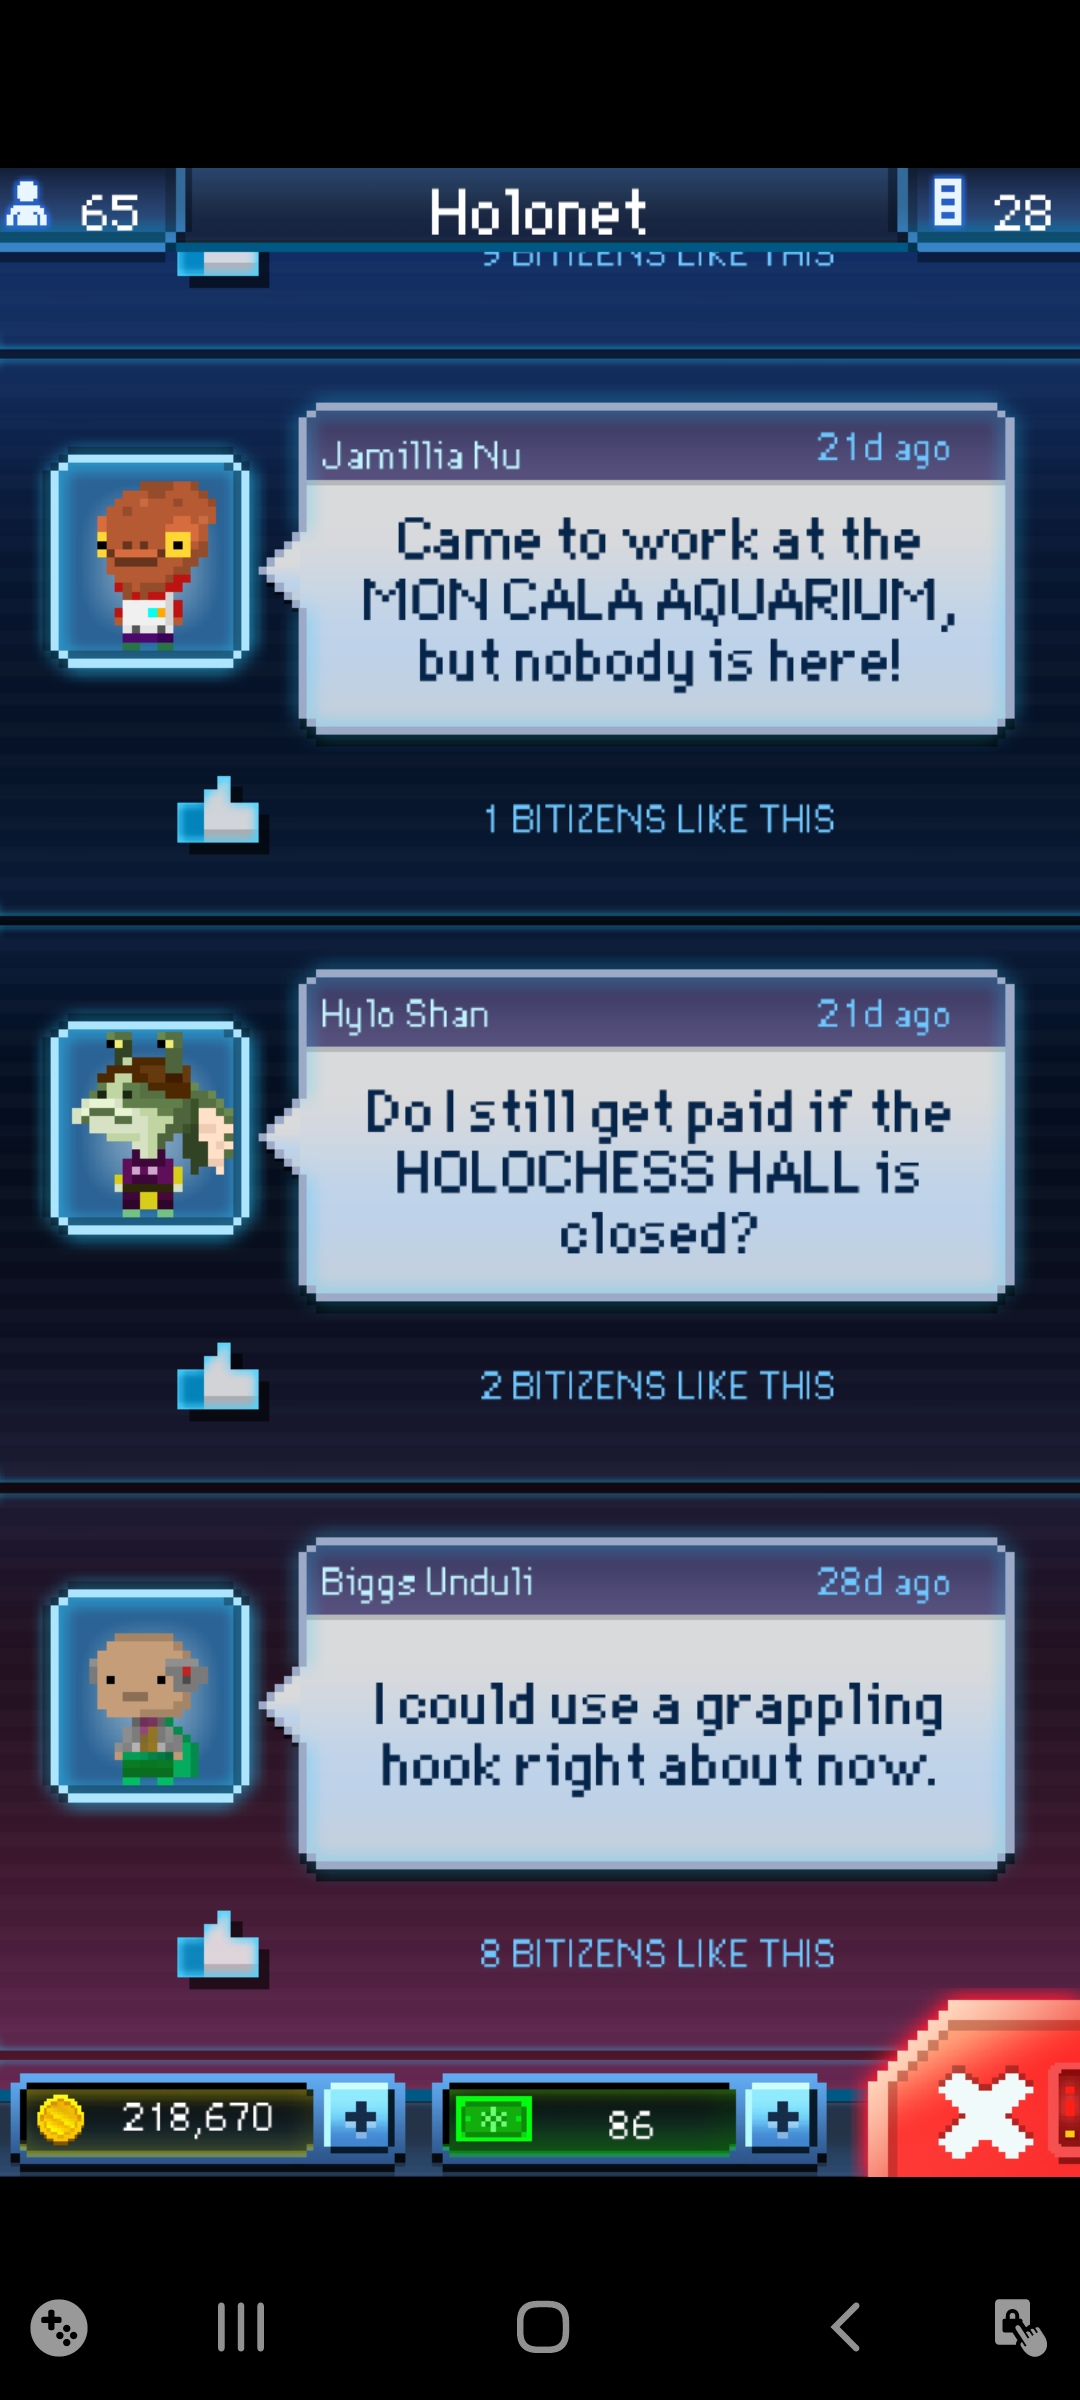 65 Holonet 28
9 BITIZENS LIKE THIS
Jamillia Nu 21d ago
Came to work at the
MON CALA AQUARIUM,
but nobody is here!
1 BITIZENS LIKE THIS
Hylo Shan 21d ago
Do I still get paid if the
HOLOCHESS HALL is
closed?
2 BITIZENS LIKE THIS
Biggs Unduli 28d ago
I could use a grappling
hook right about now.
8 BITIZENS LIKE THIS
218,670 + 86 +